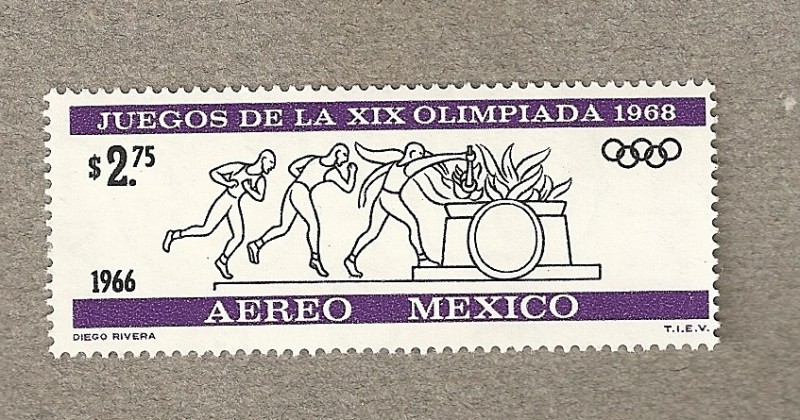 JUEGOS DE LA XIX OLIMPIADA 1968
$2.75
1966
AEREO MEXICO
DIEGO RIVERA T.I.E.V.